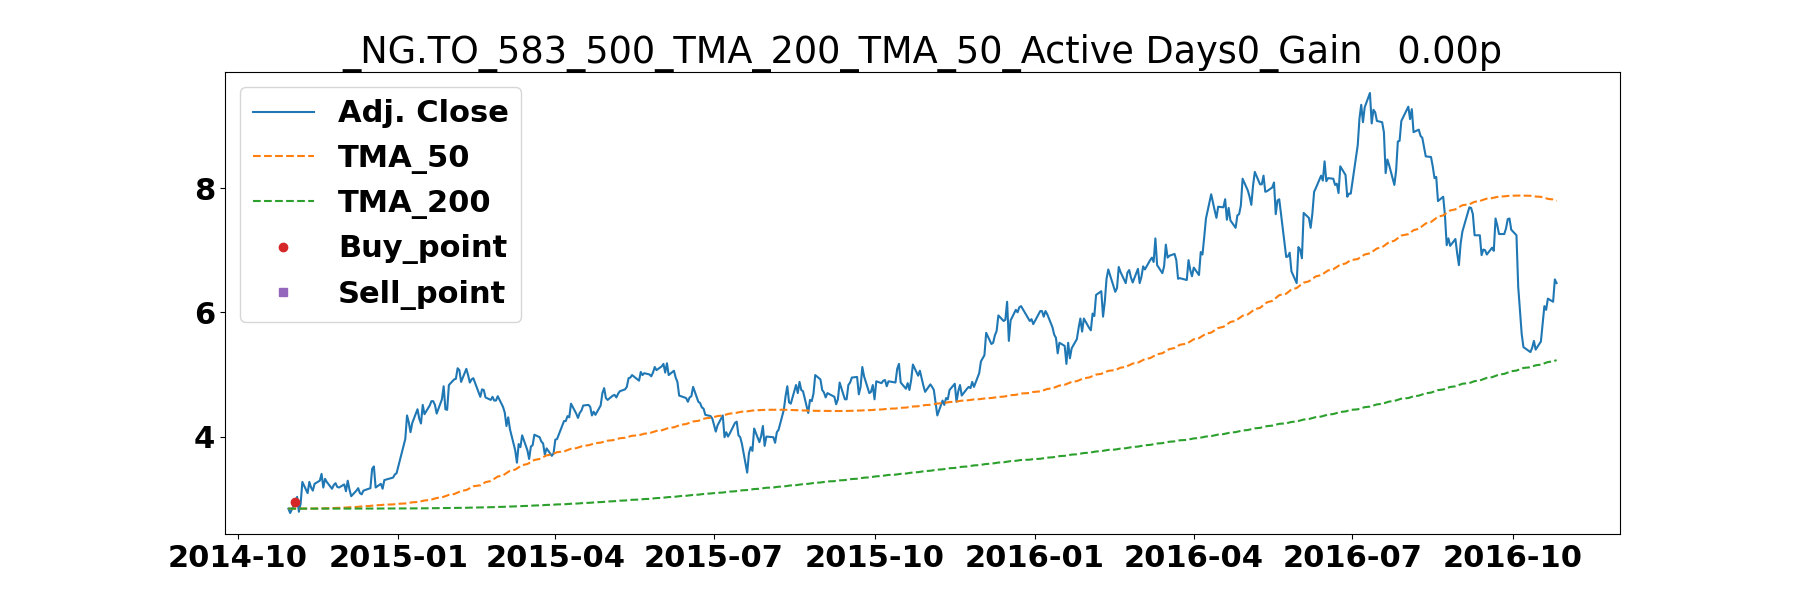 _NG.TO_583_500_TMA_200_TMA_50_Active Days0_Gain   0.00p
Adj. Close
TMA_50
TMA_200
Buy_point
Sell_point
8
6
4
2014-10 2015-01 2015-04 2015-07 2015-10 2016-01 2016-04 2016-07 2016-10